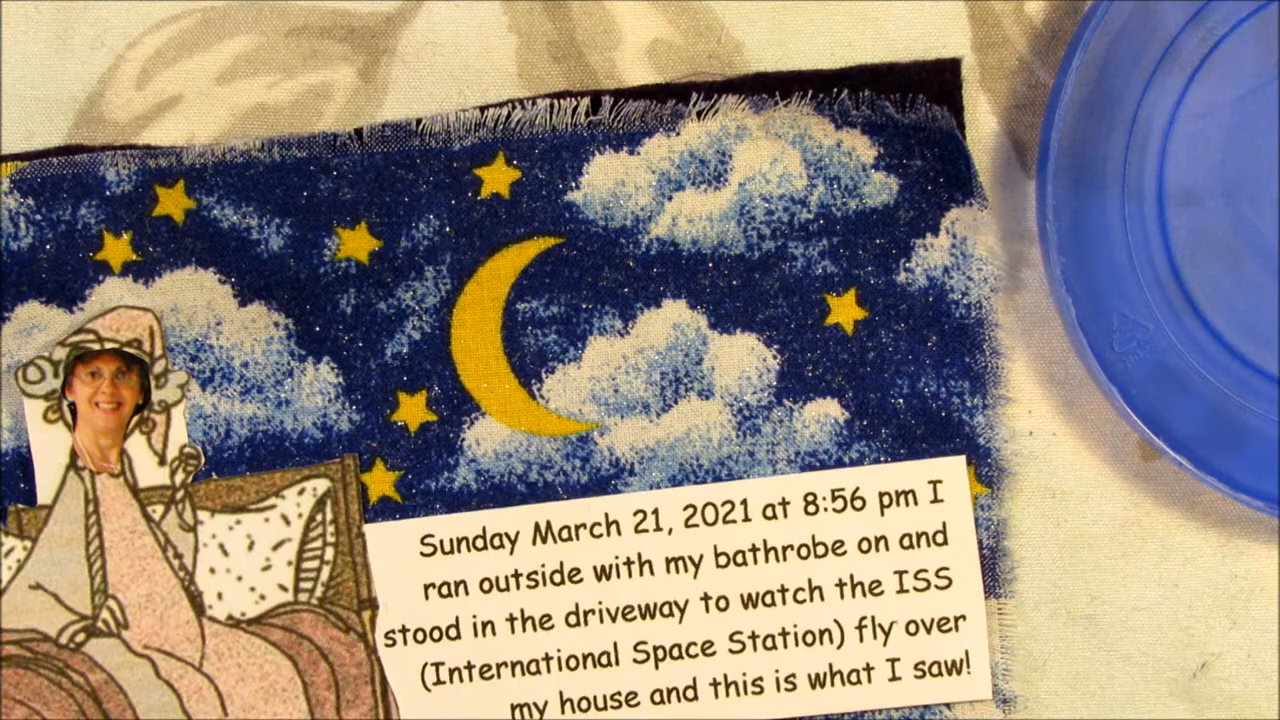 Sunday March 21, 2021 at 8:56 pm I
ran outside with my bathrobe on and
stood in the driveway to watch the ISS
(International Space Station) fly over
my house and this is what I saw!